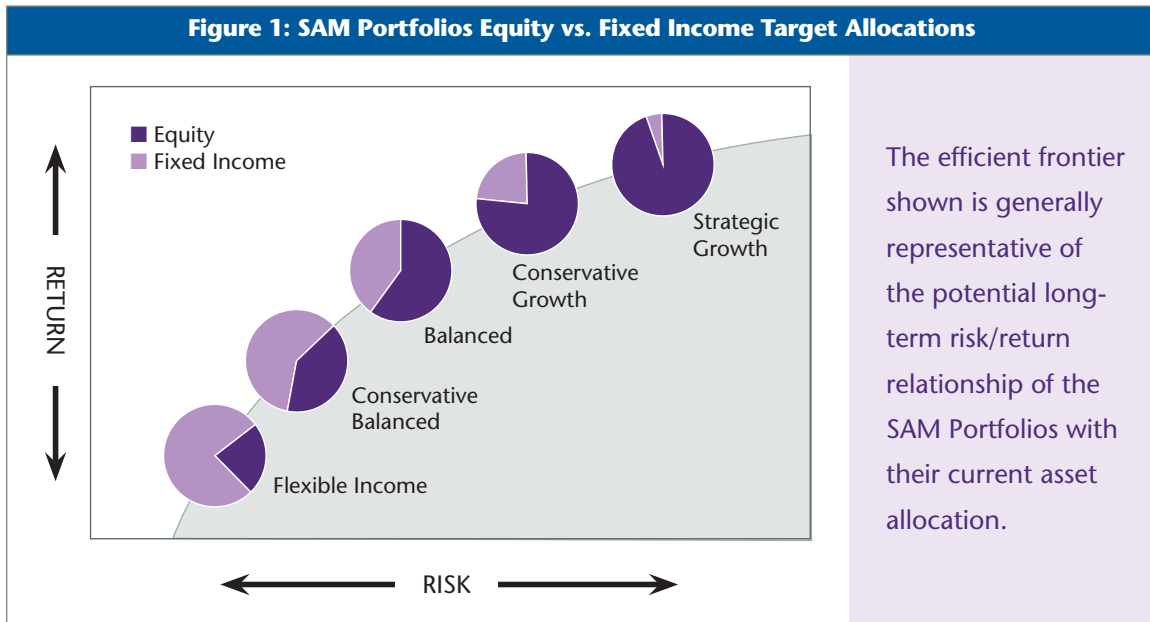 Figure 1: SAM Portfolios Equity vs. Fixed Income Target Allocations
Equity
Fixed Income
RETURN
Strategic
Growth
Conservative
Growth
Balanced
Conservative
Balanced
Flexible Income
RISK
The efficient frontier
shown is generally
representative of
the potential long-
term risk/return
relationship of the
SAM Portfolios with
their current asset
allocation.